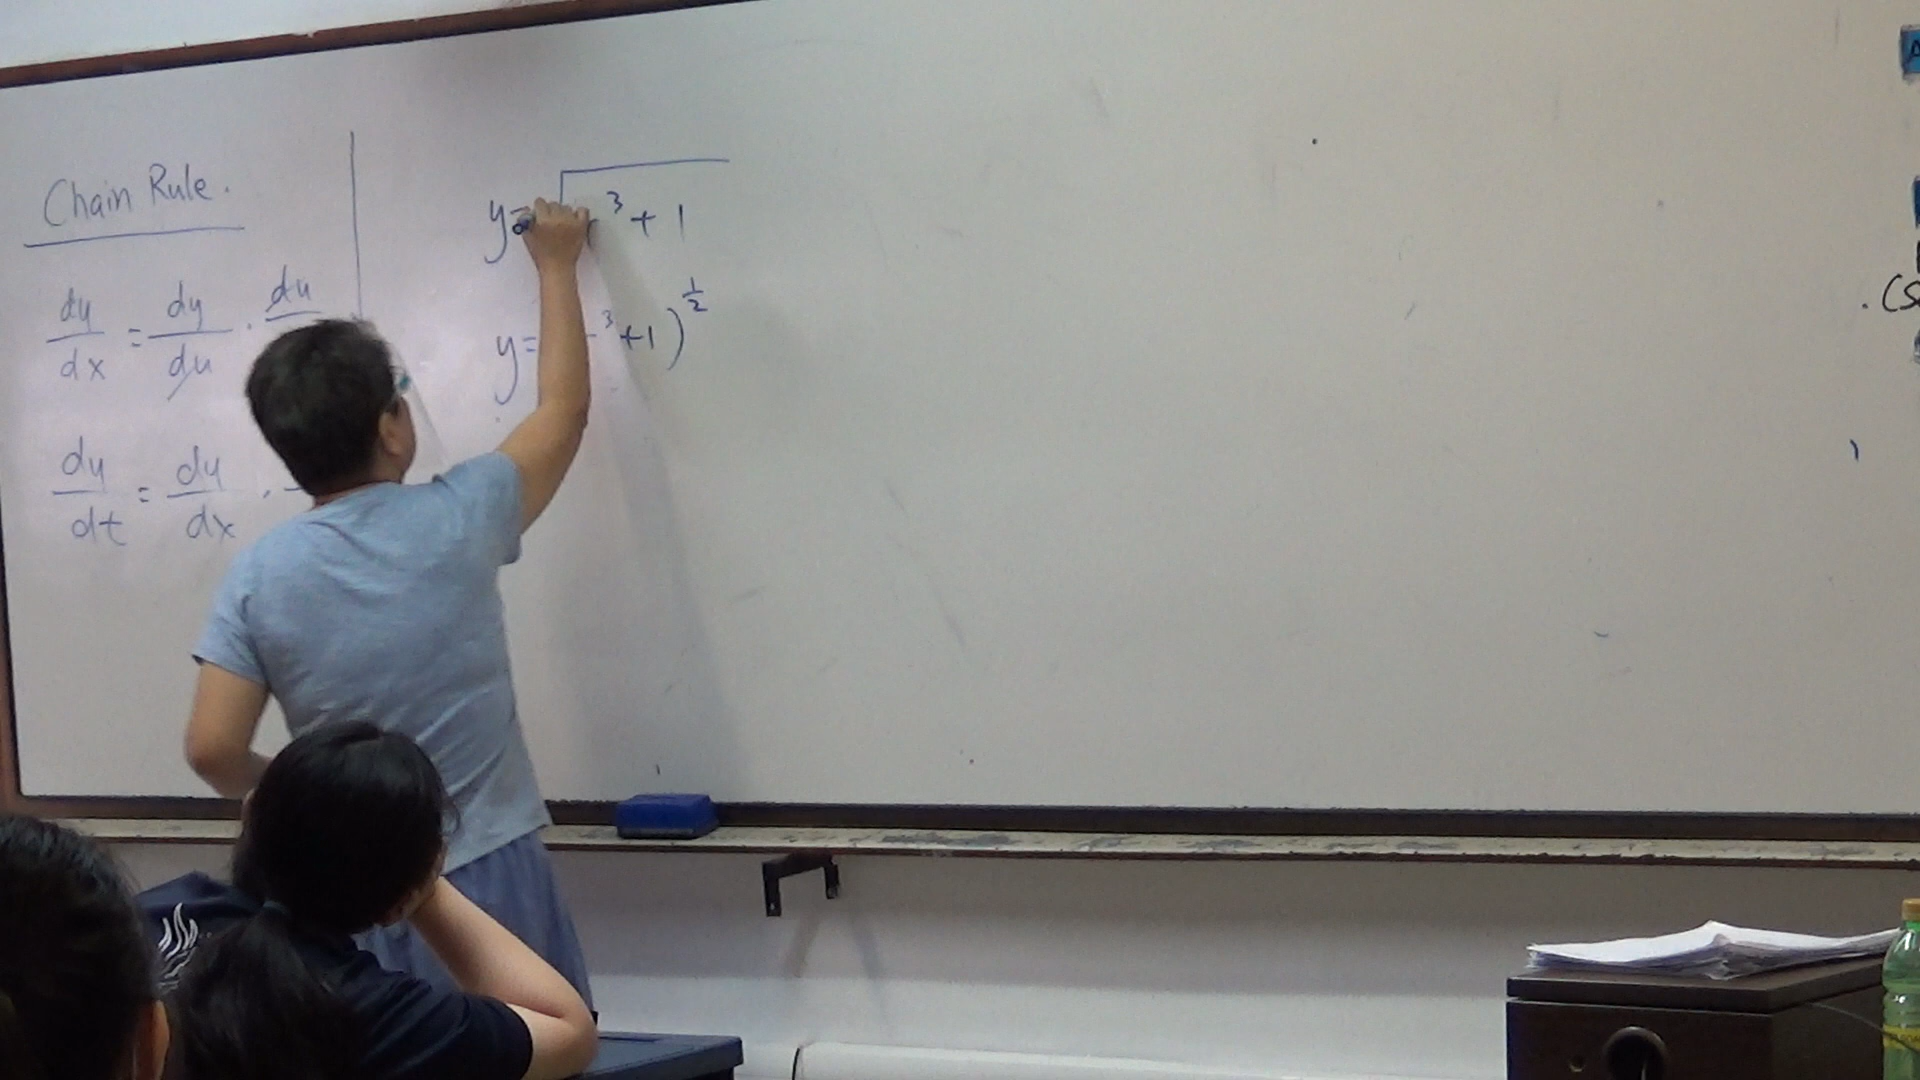 Chain Rule.
dy/dx = dy/du · du
dy/dt = dy/dx ·
y = √ ³ + 1
y = ³ + 1)^½